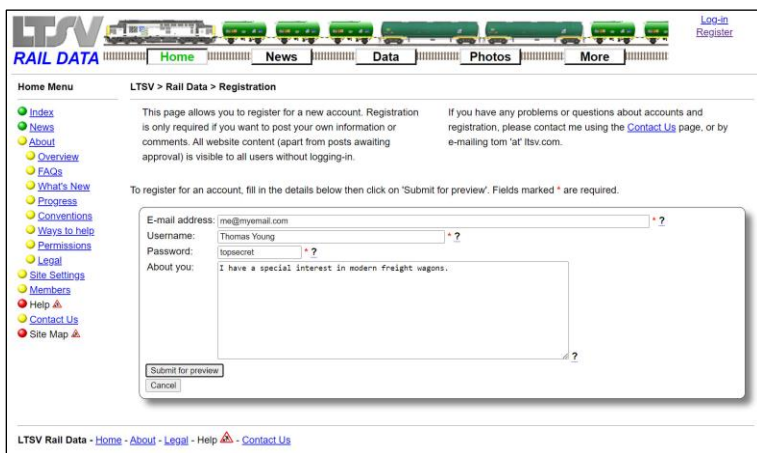 LTSV
RAIL DATA
Home
News
Data
Photos
More
Log-in
Register
Home Menu
Index
News
About
Overview
FAQs
What's New
Progress
Conventions
Ways to help
Permissions
Legal
Site Settings
Members
Help
Contact Us
Site Map
LTSV > Rail Data > Registration
This page allows you to register for a new account. Registration
is only required if you want to post your own information or
comments. All website content (apart from posts awaiting
approval) is visible to all users without logging-in.
If you have any problems or questions about accounts and
registration, please contact me using the Contact Us page, or by
e-mailing tom 'at' ltsv.com.
To register for an account, fill in the details below then click on 'Submit for preview'. Fields marked * are required.
E-mail address: me@myemail.com * ?
Username: Thomas Young * ?
Password: topsecret * ?
About you: I have a special interest in modern freight wagons. ?
Submit for preview
Cancel
LTSV Rail Data - Home - About - Legal - Help - Contact Us